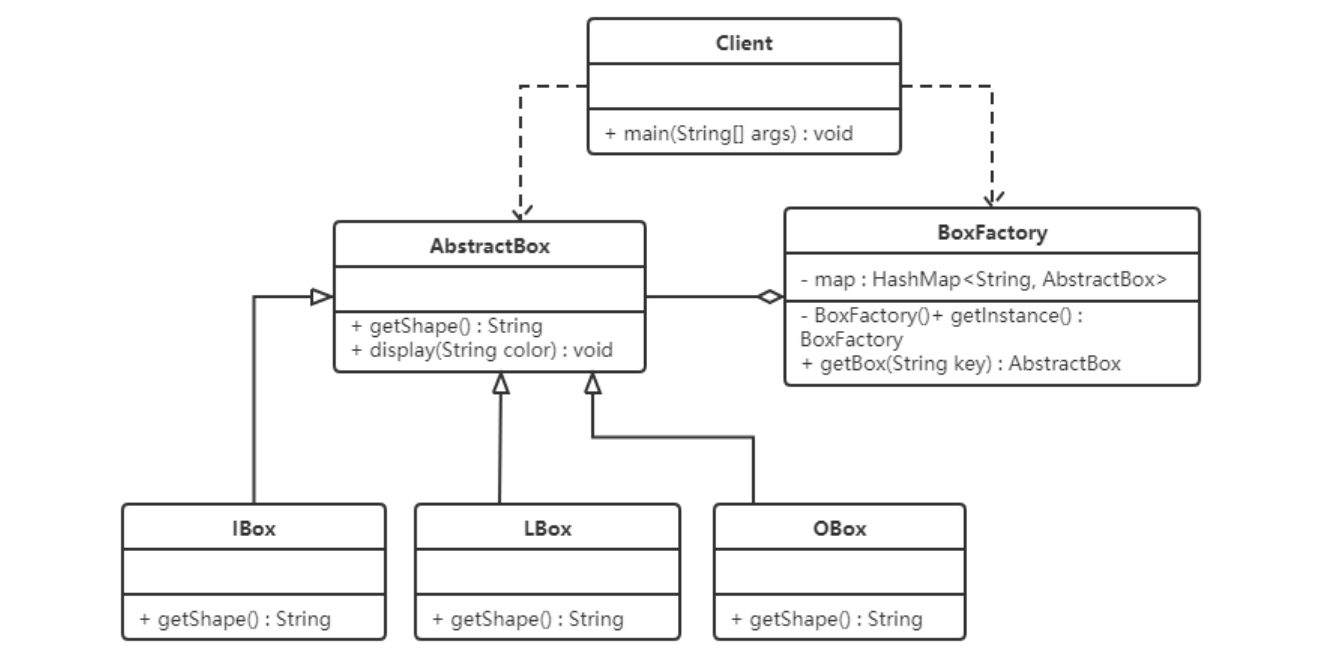 Client
+ main(String[] args) : void
AbstractBox
+ getShape() : String
+ display(String color) : void
BoxFactory
- map : HashMap<String, AbstractBox>
- BoxFactory()+ getInstance() :
BoxFactory
+ getBox(String key) : AbstractBox
IBox
+ getShape() : String
LBox
+ getShape() : String
OBox
+ getShape() : String